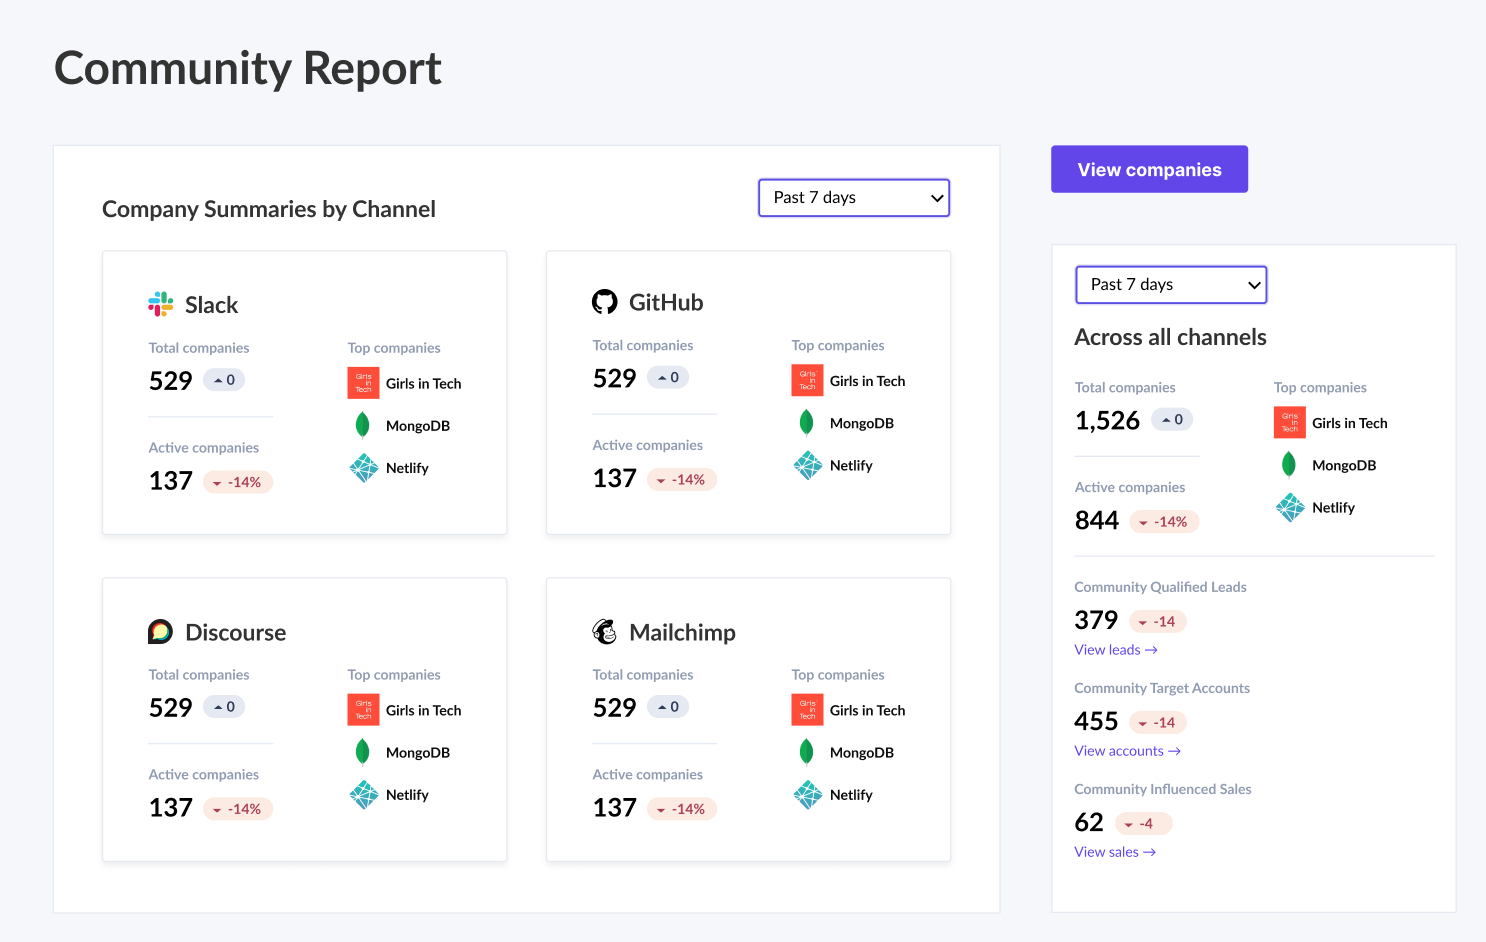 Community Report
Company Summaries by Channel
Past 7 days
Slack
Total companies
529 0
Active companies
137 -14%
Top companies
Girls in Tech
Girls in Tech
MongoDB
Netlify
GitHub
Total companies
529 0
Active companies
137 -14%
Top companies
Girls in Tech
Girls in Tech
MongoDB
Netlify
Discourse
Total companies
529 0
Active companies
137 -14%
Top companies
Girls in Tech
Girls in Tech
MongoDB
Netlify
Mailchimp
Total companies
529 0
Active companies
137 -14%
Top companies
Girls in Tech
Girls in Tech
MongoDB
Netlify
View companies
Past 7 days
Across all channels
Total companies
1,526 0
Active companies
844 -14%
Top companies
Girls in Tech
Girls in Tech
MongoDB
Netlify
Community Qualified Leads
379 -14
View leads →
Community Target Accounts
455 -14
View accounts →
Community Influenced Sales
62 -4
View sales →